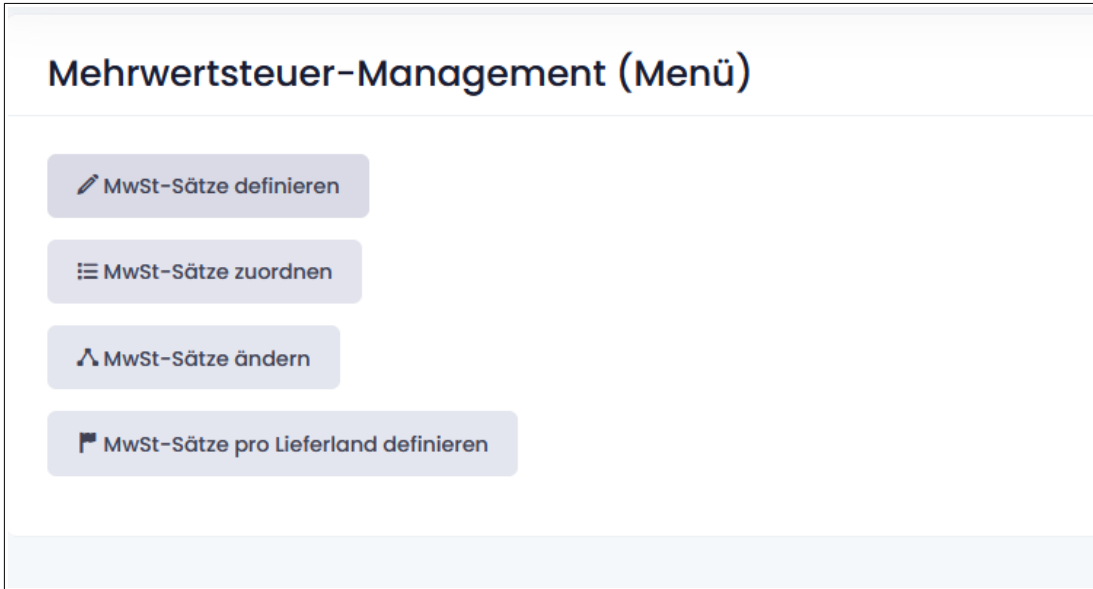 Mehrwertsteuer-Management (Menü)
MwSt-Sätze definieren
MwSt-Sätze zuordnen
MwSt-Sätze ändern
MwSt-Sätze pro Lieferland definieren